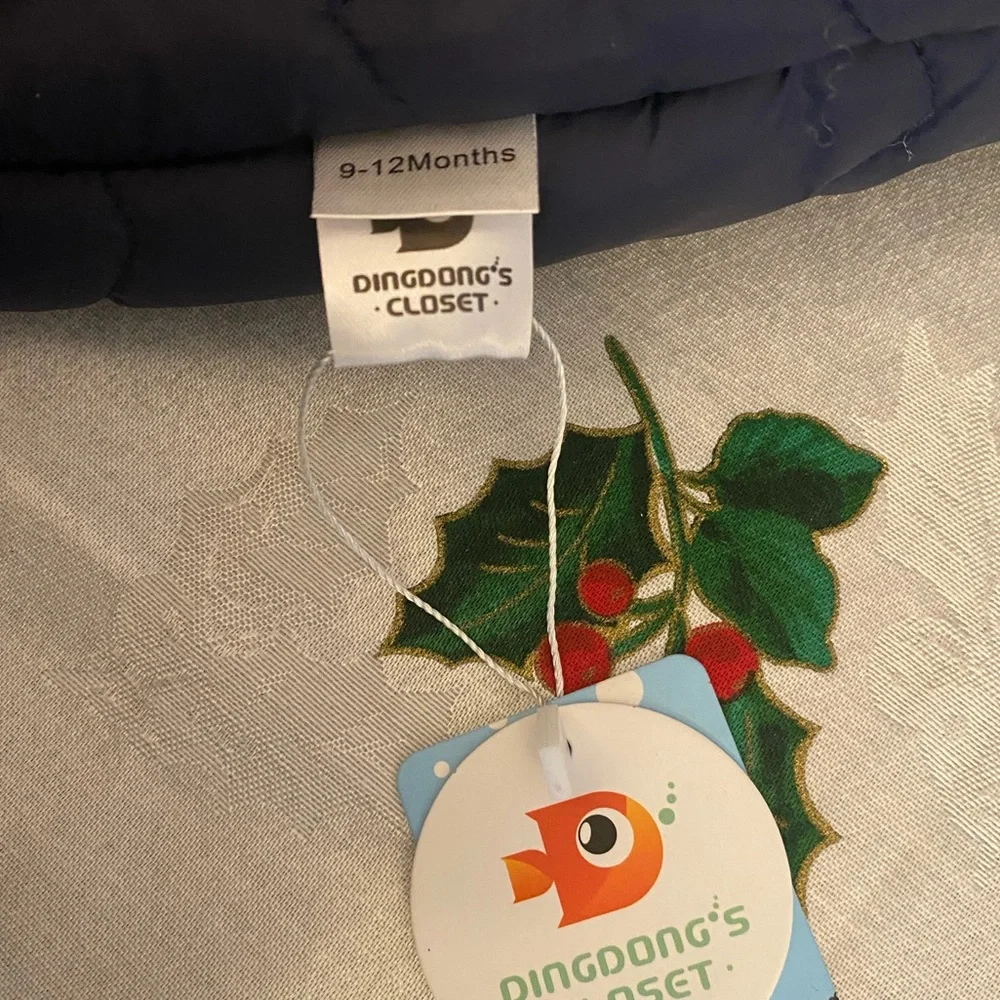 9-12Months
DINGDONG'S
· CLOSET ·
DINGDONG'S
CLOSET ·